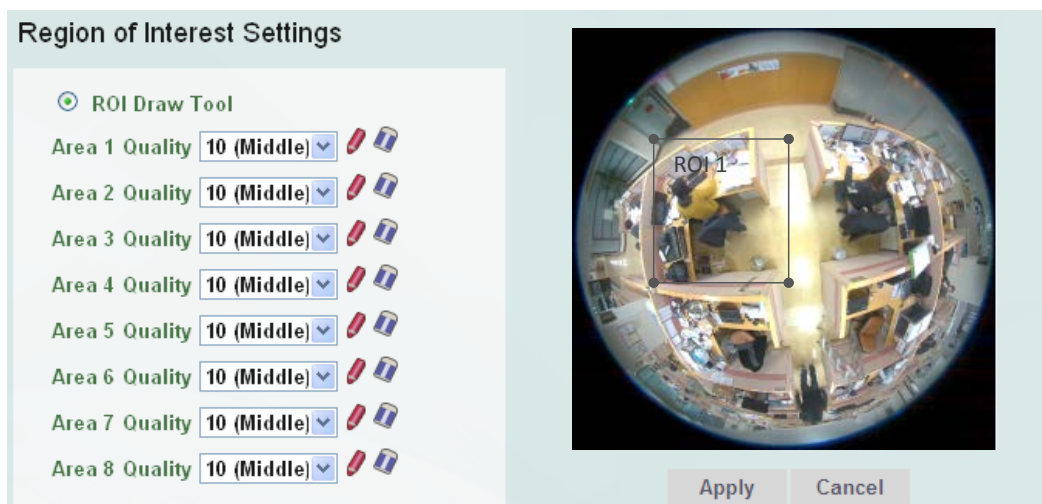 Region of Interest Settings
ROI Draw Tool
Area 1 Quality 10 (Middle)
Area 2 Quality 10 (Middle)
Area 3 Quality 10 (Middle)
Area 4 Quality 10 (Middle)
Area 5 Quality 10 (Middle)
Area 6 Quality 10 (Middle)
Area 7 Quality 10 (Middle)
Area 8 Quality 10 (Middle)
ROI 1
Apply Cancel